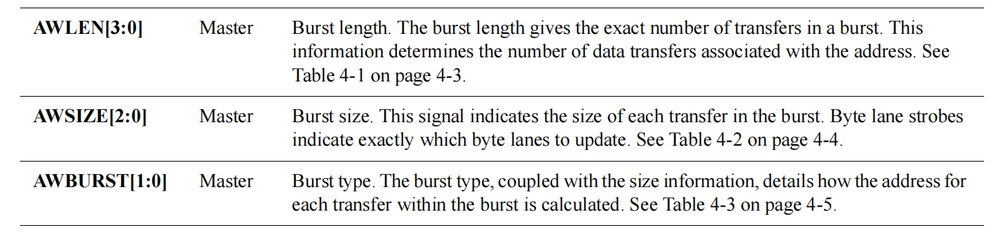 AWLEN[3:0] Master Burst length. The burst length gives the exact number of transfers in a burst. This
information determines the number of data transfers associated with the address. See
Table 4-1 on page 4-3.
AWSIZE[2:0] Master Burst size. This signal indicates the size of each transfer in the burst. Byte lane strobes
indicate exactly which byte lanes to update. See Table 4-2 on page 4-4.
AWBURST[1:0] Master Burst type. The burst type, coupled with the size information, details how the address for
each transfer within the burst is calculated. See Table 4-3 on page 4-5.